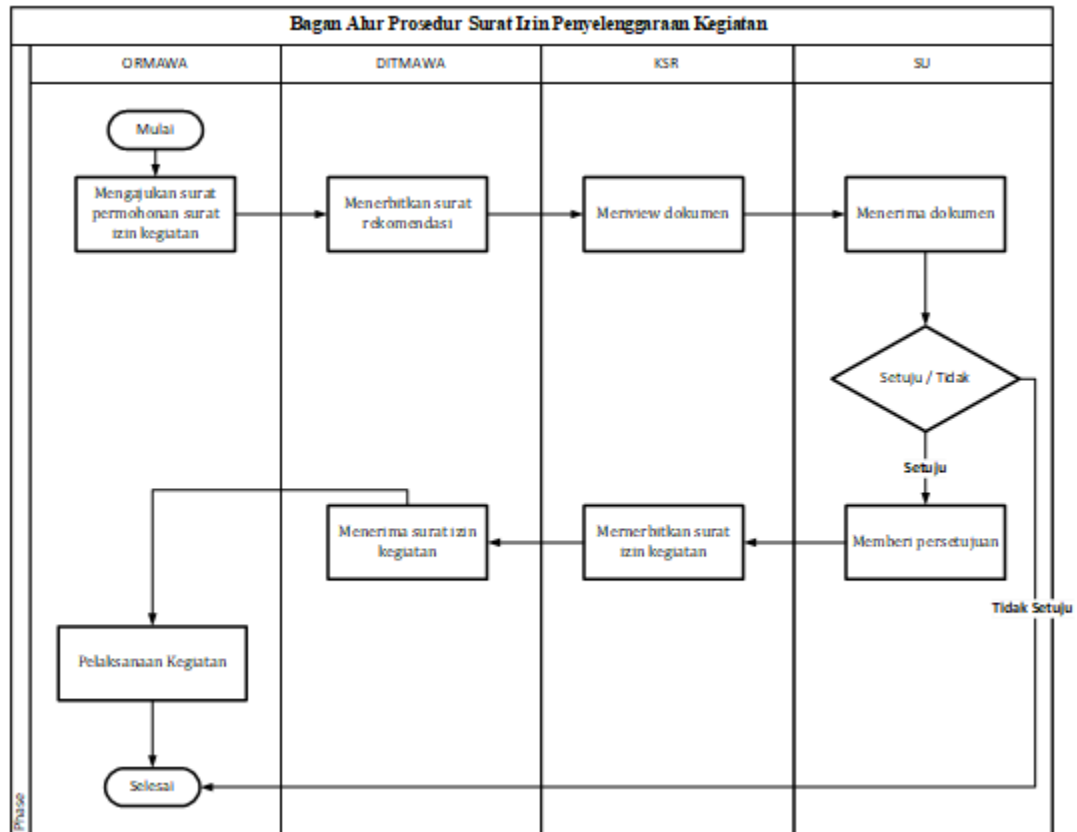 Bagan Alur Prosedur Surat Izin Penyelenggaraan Kegiatan
ORMAWA
DITMAWA
KSR
SU
Mulai
Mengajukan surat
permohonan surat
izin kegiatan
Menerbitkan surat
rekomendasi
Meriview dokumen
Menerima dokumen
Setuju / Tidak
Setuju
Menerima surat izin
kegiatan
Memerbitkan surat
izin kegiatan
Memberi persetujuan
Tidak Setuju
Pelaksanaan Kegiatan
Selesai
Phase